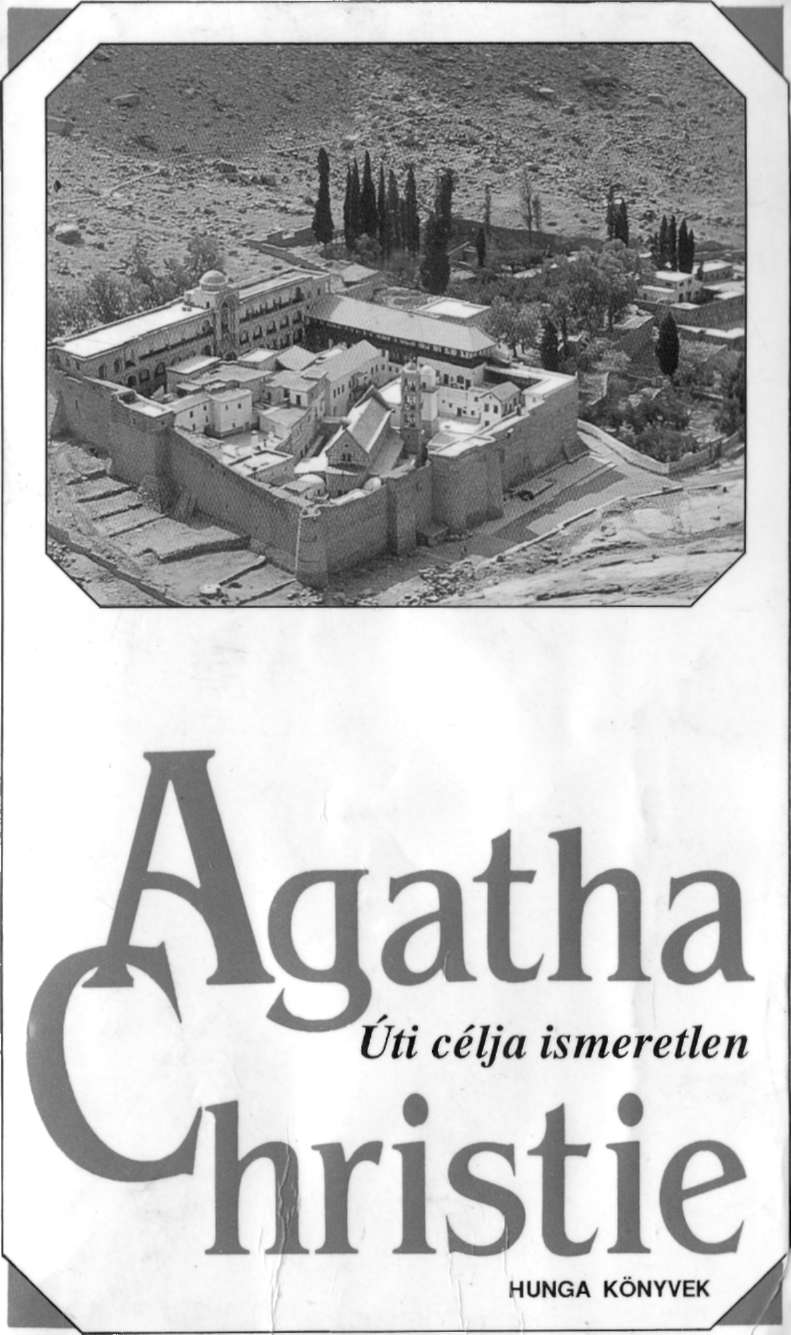 Agatha
Úti célja ismeretlen
Christie
HUNGA KÖNYVEK